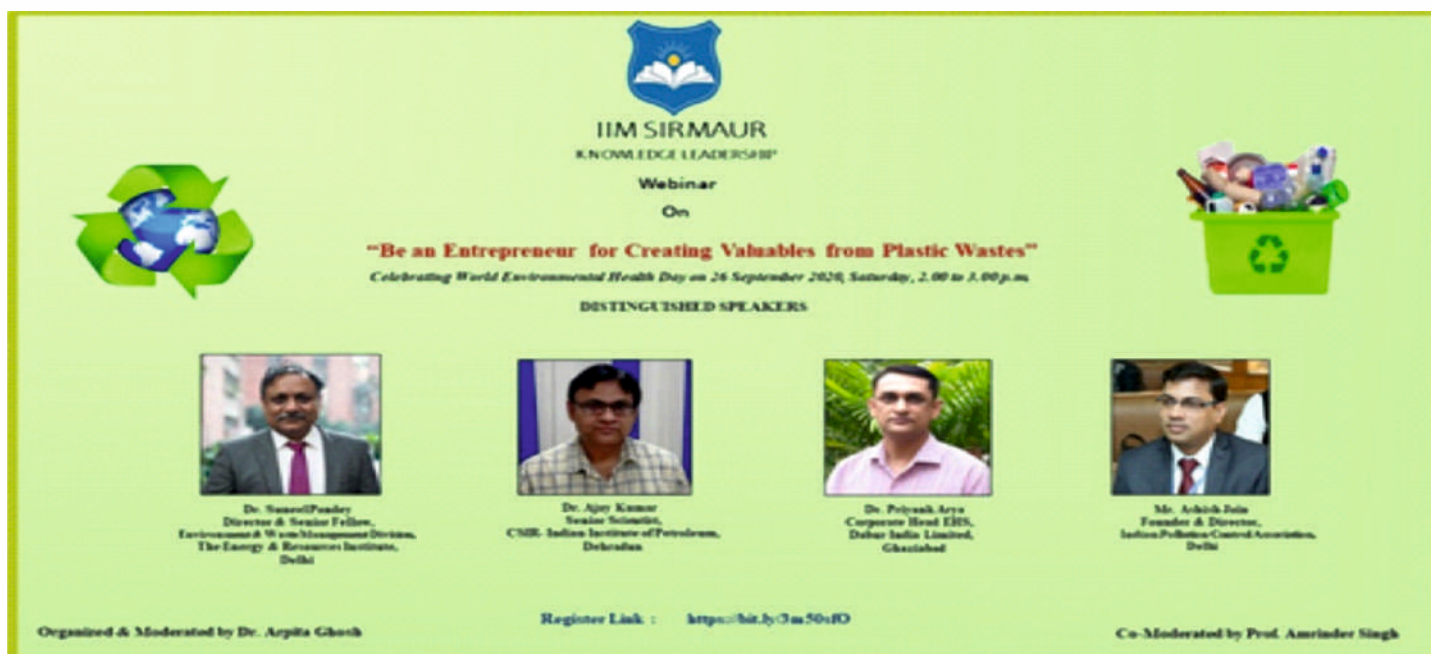 IIM SIRMAUR
KNOWLEDGE LEADERSHIP
Webinar
On
“Be an Entrepreneur for Creating Valuables from Plastic Wastes”
Celebrating World Environmental Health Day on 26 September 2020, Saturday, 2.00 to 3.00 p.m.
DISTINGUISHED SPEAKERS
Dr. Suneel Pandey
Director & Senior Fellow,
Environment & Waste Management Division,
The Energy & Resources Institute,
Delhi
Dr. Ajay Kumar
Senior Scientist,
CSIR- Indian Institute of Petroleum,
Dehradun
Dr. Priyank Arya
Corporate Head EHS,
Dabur India Limited,
Ghaziabad
Mr. Ashish Jain
Founder & Director,
Indian Pollution Control Association,
Delhi
Register Link :
Organized & Moderated by Dr. Arpita Ghosh
Co-Moderated by Prof. Amrinder Singh